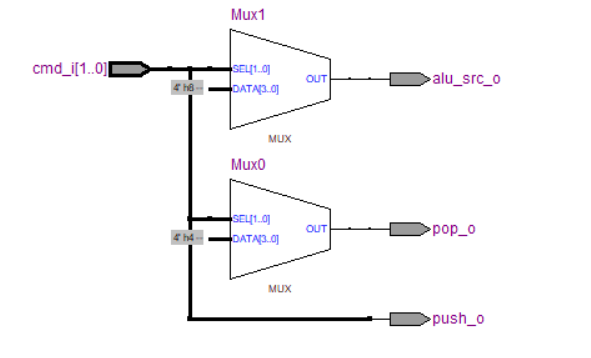 Mux1
cmd_i[1..0]
SEL[1..0]
4' h8 --
DATA[3..0]
OUT
alu_src_o
MUX
Mux0
SEL[1..0]
4' h4 --
DATA[3..0]
OUT
pop_o
MUX
push_o